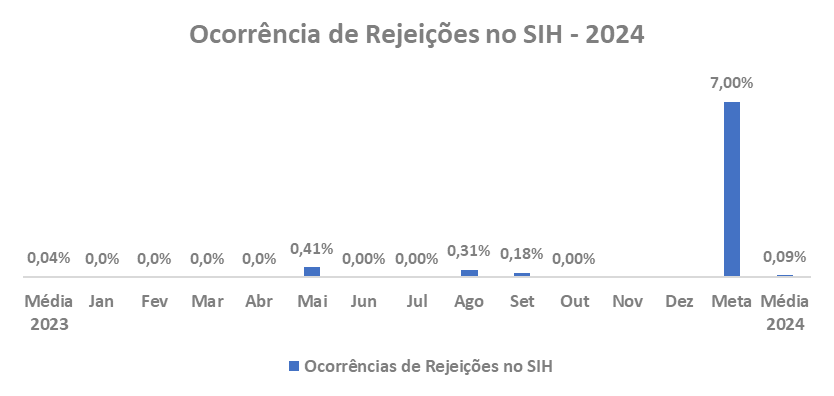 Ocorrência de Rejeições no SIH - 2024
7,00%
0,04% 0,0% 0,0% 0,0% 0,0% 0,41% 0,00% 0,00% 0,31% 0,18% 0,00% 0,09%
Média Jan Fev Mar Abr Mai Jun Jul Ago Set Out Nov Dez Meta Média
2023 2024
Ocorrências de Rejeições no SIH